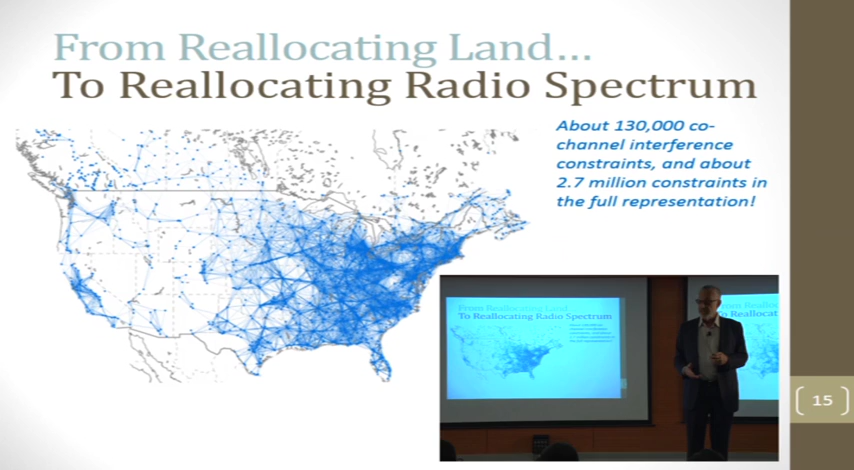 From Reallocating Land...
To Reallocating Radio Spectrum
About 130,000 co-
channel interference
constraints, and about
2.7 million constraints in
the full representation!
From Reallocating Land...
To Reallocating Radio Spectrum
15